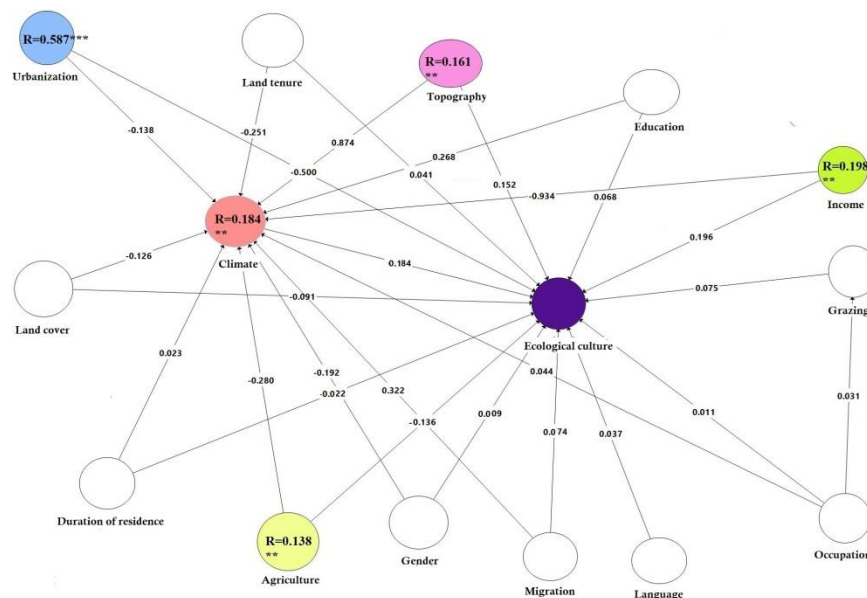 R=0.587***
Urbanization
Land tenure
R=0.161
**
Topography
Education
R=0.198
**
Income
-0.138
-0.251
0.874
0.268
-0.500
0.041
0.152
0.068
-0.934
0.196
R=0.184
**
Climate
-0.126
0.184
Land cover
-0.091
0.075
Grazing
Ecological culture
0.023
-0.280
-0.192
0.322
-0.022
-0.136
0.009
0.074
0.037
0.044
0.011
0.031
Duration of residence
R=0.138
**
Agriculture
Gender
Migration
Language
Occupation